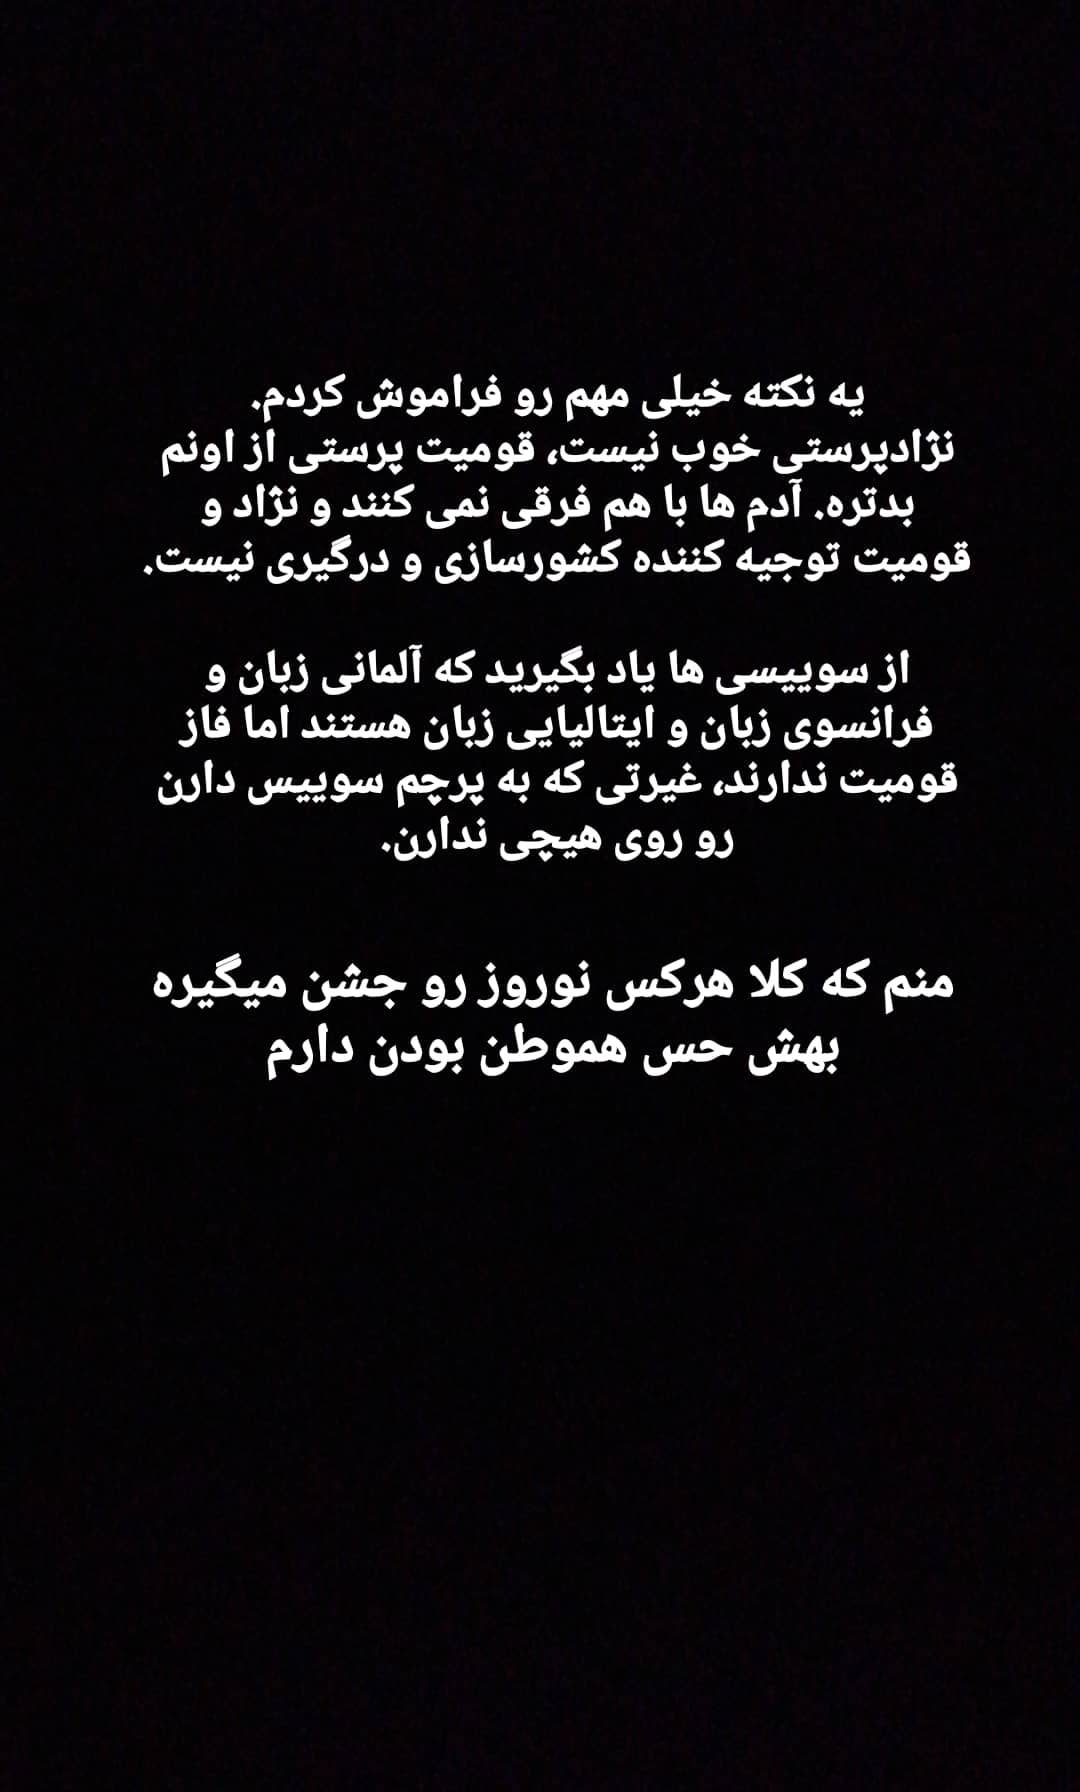 یه نکته خیلی مهم رو فراموش کردم.
نژادپرستی خوب نیست، قومیت پرستی از اونم
بدتره. آدم ها با هم فرقی نمی کنند و نژاد و
قومیت توجیه کننده کشورسازی و درگیری نیست.
از سوییسی ها یاد بگیرید که آلمانی زبان و
فرانسوی زبان و ایتالیایی زبان هستند اما فاز
قومیت ندارند، غیرتی که به پرچم سوییس دارن
رو روی هیچی ندارن.
منم که کلا هرکس نوروز رو جشن میگیره
بهش حس هموطن بودن دارم